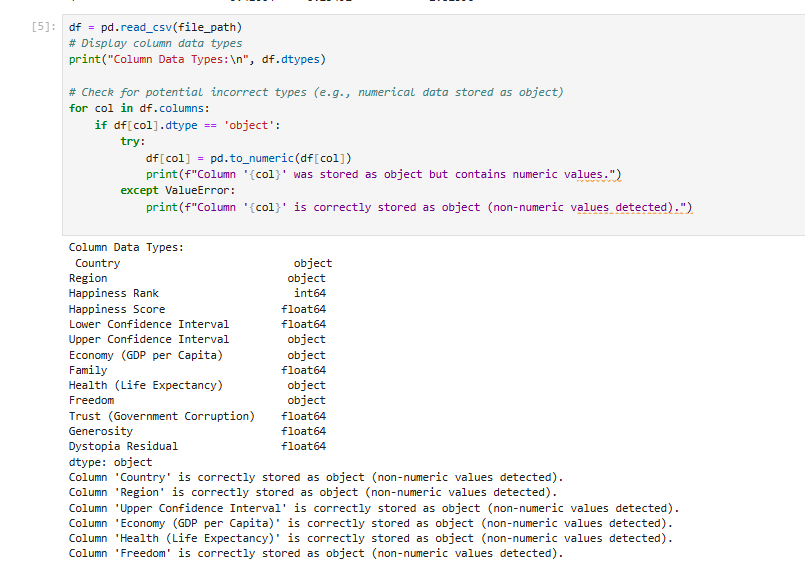 [5]: df = pd.read_csv(file_path)
# Display column data types
print("Column Data Types:\n", df.dtypes)
# Check for potential incorrect types (e.g., numerical data stored as object)
for col in df.columns:
if df[col].dtype == 'object':
try:
df[col] = pd.to_numeric(df[col])
print(f"Column '{col}' was stored as object but contains numeric values.")
except ValueError:
print(f"Column '{col}' is correctly stored as object (non-numeric values detected).")
Column Data Types:
Country object
Region object
Happiness Rank int64
Happiness Score float64
Lower Confidence Interval float64
Upper Confidence Interval object
Economy (GDP per Capita) object
Family float64
Health (Life Expectancy) object
Freedom object
Trust (Government Corruption) float64
Generosity float64
Dystopia Residual float64
dtype: object
Column 'Country' is correctly stored as object (non-numeric values detected).
Column 'Region' is correctly stored as object (non-numeric values detected).
Column 'Upper Confidence Interval' is correctly stored as object (non-numeric values detected).
Column 'Economy (GDP per Capita)' is correctly stored as object (non-numeric values detected).
Column 'Health (Life Expectancy)' is correctly stored as object (non-numeric values detected).
Column 'Freedom' is correctly stored as object (non-numeric values detected).